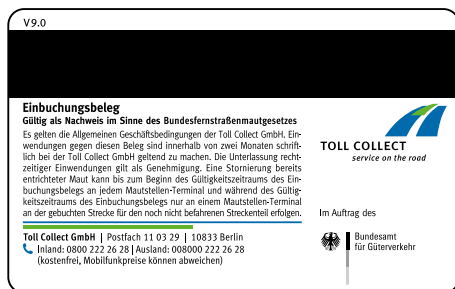 V9.0
Einbuchungsbeleg
Gültig als Nachweis im Sinne des Bundesfernstraßenmautgesetzes
Es gelten die Allgemeinen Geschäftsbedingungen der Toll Collect GmbH. Ein-
wendungen gegen diesen Beleg sind innerhalb von zwei Monaten schrift-
lich bei der Toll Collect GmbH geltend zu machen. Die Unterlassung recht-
zeitiger Einwendungen gilt als Genehmigung. Eine Stornierung bereits
entrichteter Maut kann bis zum Beginn des Gültigkeitszeitraums des Ein-
buchungsbelegs an jedem Mautstellen-Terminal und während des Gültig-
keitszeitraums des Einbuchungsbelegs nur an einem Mautstellen-Terminal
an der gebuchten Strecke für den noch nicht befahrenen Streckenteil erfolgen.
Toll Collect GmbH | Postfach 11 03 29 | 10833 Berlin
Inland: 0800 222 26 28 | Ausland: 008000 222 26 28
(kostenfrei, Mobilfunkpreise können abweichen)
TOLL COLLECT
service on the road
Im Auftrag des
Bundesamt
für Güterverkehr